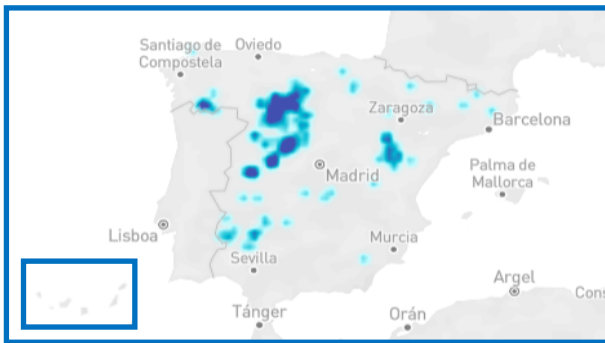 Santiago de
Compostela
Oviedo
Zaragoza
Barcelona
Madrid
Palma de
Mallorca
Lisboa
Murcia
Sevilla
Argel
Cons
Tánger
Orán